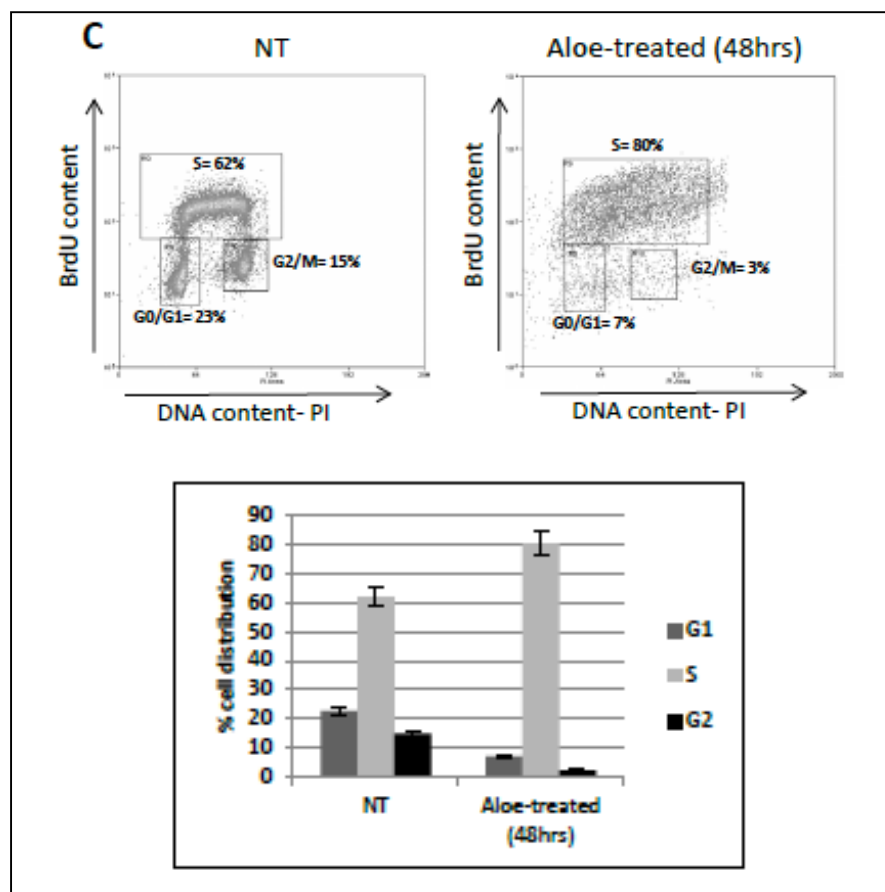 C
NT
Aloe-treated (48hrs)
BrdU content
S= 62%
G2/M= 15%
G0/G1= 23%
DNA content- PI
BrdU content
S= 80%
G2/M= 3%
G0/G1= 7%
DNA content- PI
% cell distribution
90
80
70
60
50
40
30
20
10
0
NT
Aloe-treated
(48hrs)
G1
S
G2